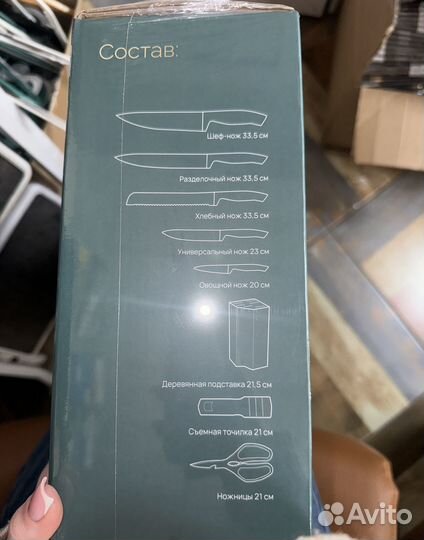 Состав:
Шеф-нож 33.5 см
Разделочный нож 33,5 см
Хлебный нож 33,5 см
Универсальный нож 23 см
Овощной нож 20 см
Деревянная подставка 21,5 см
Съемная точилка 21 см
Ножницы 21 см
Avito